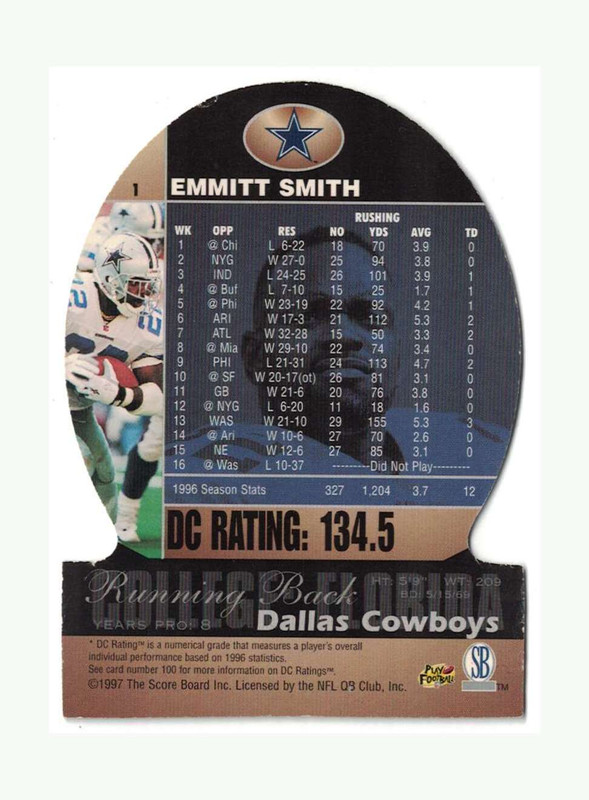 1
EMMITT SMITH
RUSHING
WK OPP RES NO YDS AVG TD
1 @ Chi L 6-22 18 70 3.9 0
2 NYG W 27-0 25 94 3.8 0
3 IND L 24-25 26 101 3.9 1
4 @ Buf L 7-10 15 25 1.7 1
5 @ Phi W 23-19 22 92 4.2 1
6 ARI W 17-3 21 112 5.3 2
7 ATL W 32-28 15 50 3.3 2
8 @ Mia W 29-10 22 74 3.4 0
9 PHI L 21-31 24 113 4.7 2
10 @ SF W 20-17(ot) 26 81 3.1 0
11 GB W 21-6 20 76 3.8 0
12 @ NYG L 6-20 11 18 1.6 0
13 WAS W 21-10 29 155 5.3 3
14 @ Ari W 10-6 27 70 2.6 0
15 NE W 12-6 27 85 3.1 0
16 @ Was L 10-37 ---------Did Not Play---------
1996 Season Stats 327 1,204 3.7 12
DC RATING: 134.5
COLLEGE: FLORIDA
Running Back
HT: 5'9" WT: 209
BD: 5/15/69
YEARS PRO: 8
Dallas Cowboys
* DC Rating™ is a numerical grade that measures a player's overall
individual performance based on 1996 statistics.
See card number 100 for more information on DC Ratings™.
©1997 The Score Board Inc. Licensed by the NFL QB Club, Inc.
PLAY FOOTBALL
SB
TM
22